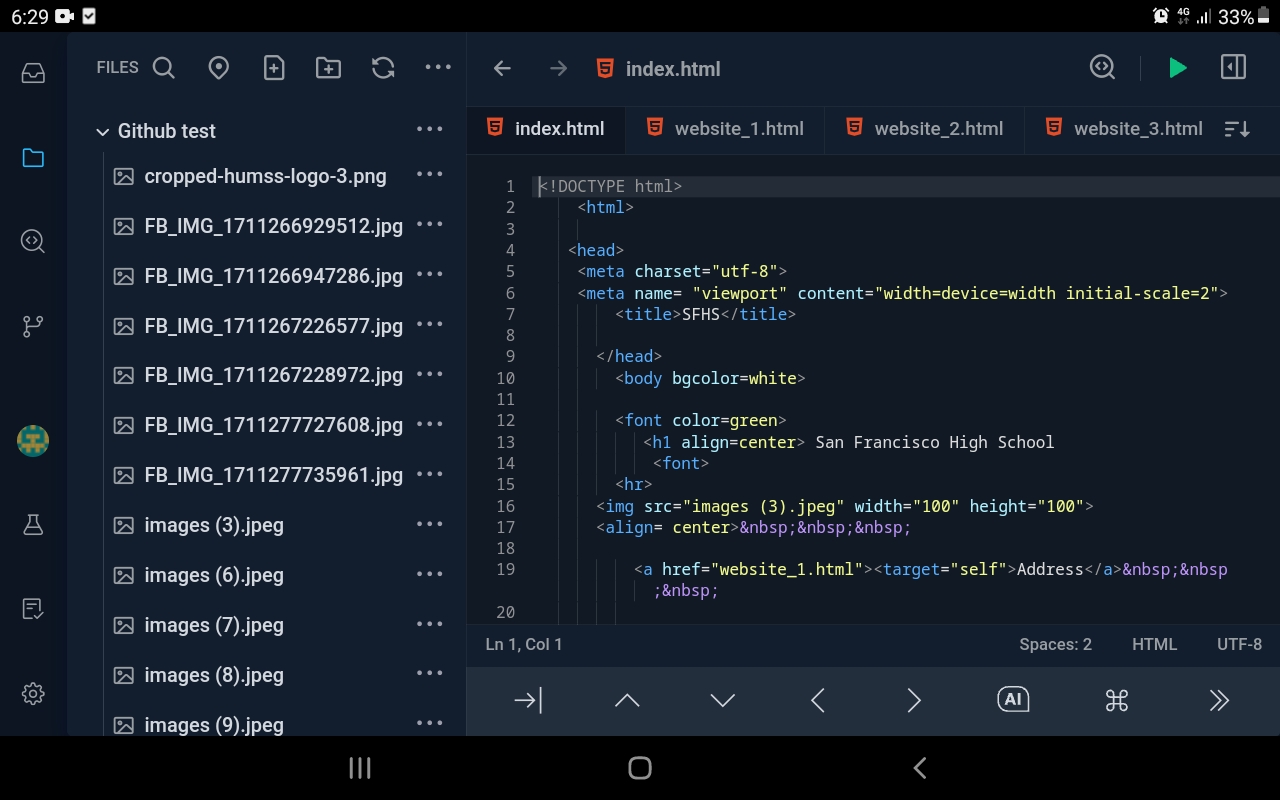 6:29
4G 33%
FILES
Github test
cropped-humss-logo-3.png
FB_IMG_1711266929512.jpg
FB_IMG_1711266947286.jpg
FB_IMG_1711267226577.jpg
FB_IMG_1711267228972.jpg
FB_IMG_1711277727608.jpg
FB_IMG_1711277735961.jpg
images (3).jpeg
images (6).jpeg
images (7).jpeg
images (8).jpeg
images (9).jpeg
index.html
index.html website_1.html website_2.html website_3.html
1 <!DOCTYPE html>
2 <html>
3
4 <head>
5 <meta charset="utf-8">
6 <meta name= "viewport" content="width=device=width initial-scale=2">
7 <title>SFHS</title>
8
9 </head>
10 <body bgcolor=white>
11
12 <font color=green>
13 <h1 align=center> San Francisco High School
14 <font>
15 <hr>
16 <img src="images (3).jpeg" width="100" height="100">
17 <align= center>&nbsp;&nbsp;&nbsp;
18
19 <a href="website_1.html"><target="self">Address</a>&nbsp;&nbsp
;&nbsp;
20
Ln 1, Col 1 Spaces: 2 HTML UTF-8
AI